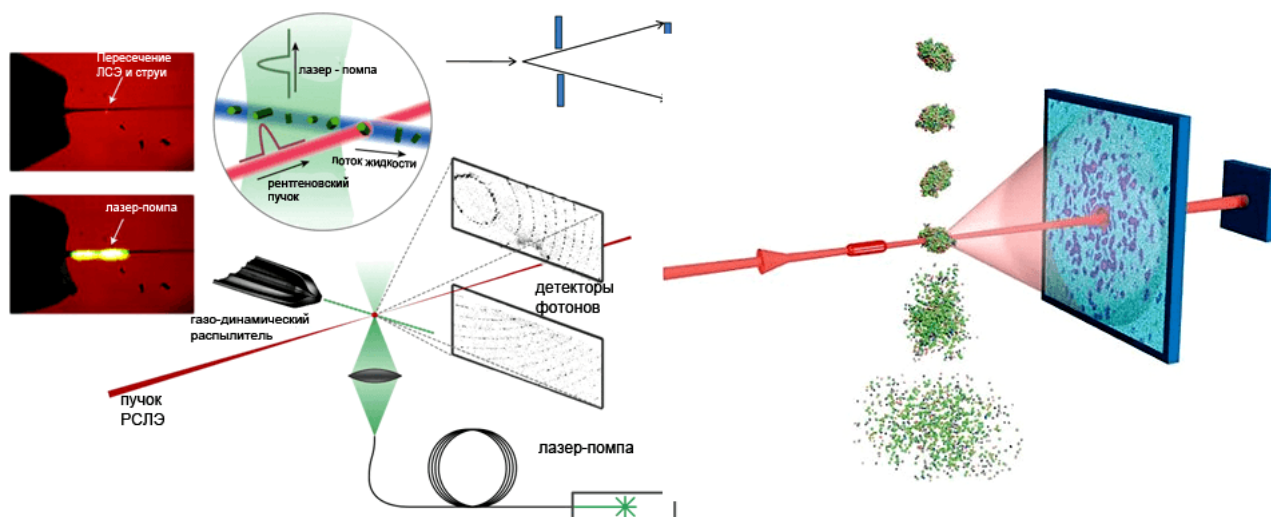 Пересечение
ЛСЭ и струи
лазер - помпа
поток жидкости
рентгеновский
пучок
лазер-помпа
детекторы
фотонов
газо-динамический
распылитель
пучок
РСЛЭ
лазер-помпа